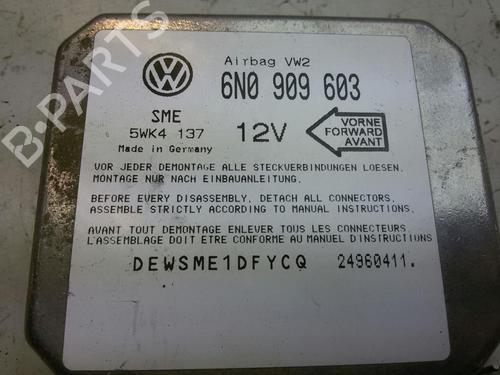 B-PARTS
Airbag VW2
6N0 909 603
SME
5WK4 137
Made in Germany
12V
VORNE
FORWARD
AVANT
VOR JEDER DEMONTAGE ALLE STECKVERBINDUNGEN LOESEN.
MONTAGE NUR NACH EINBAUANLEITUNG.
BEFORE EVERY DISASSEMBLY, DETACH ALL CONNECTORS.
ASSEMBLE STRICTLY ACCORDING TO MANUAL INSTRUCTIONS.
AVANT TOUT DEMONTAGE ENLEVER TOUS LES CONNECTEURS
L'ASSEMBLAGE DOIT ETRE CONFORME AU MANUEL D'INSTRUCTIONS
DEWSME1DFYCQ 24960411.